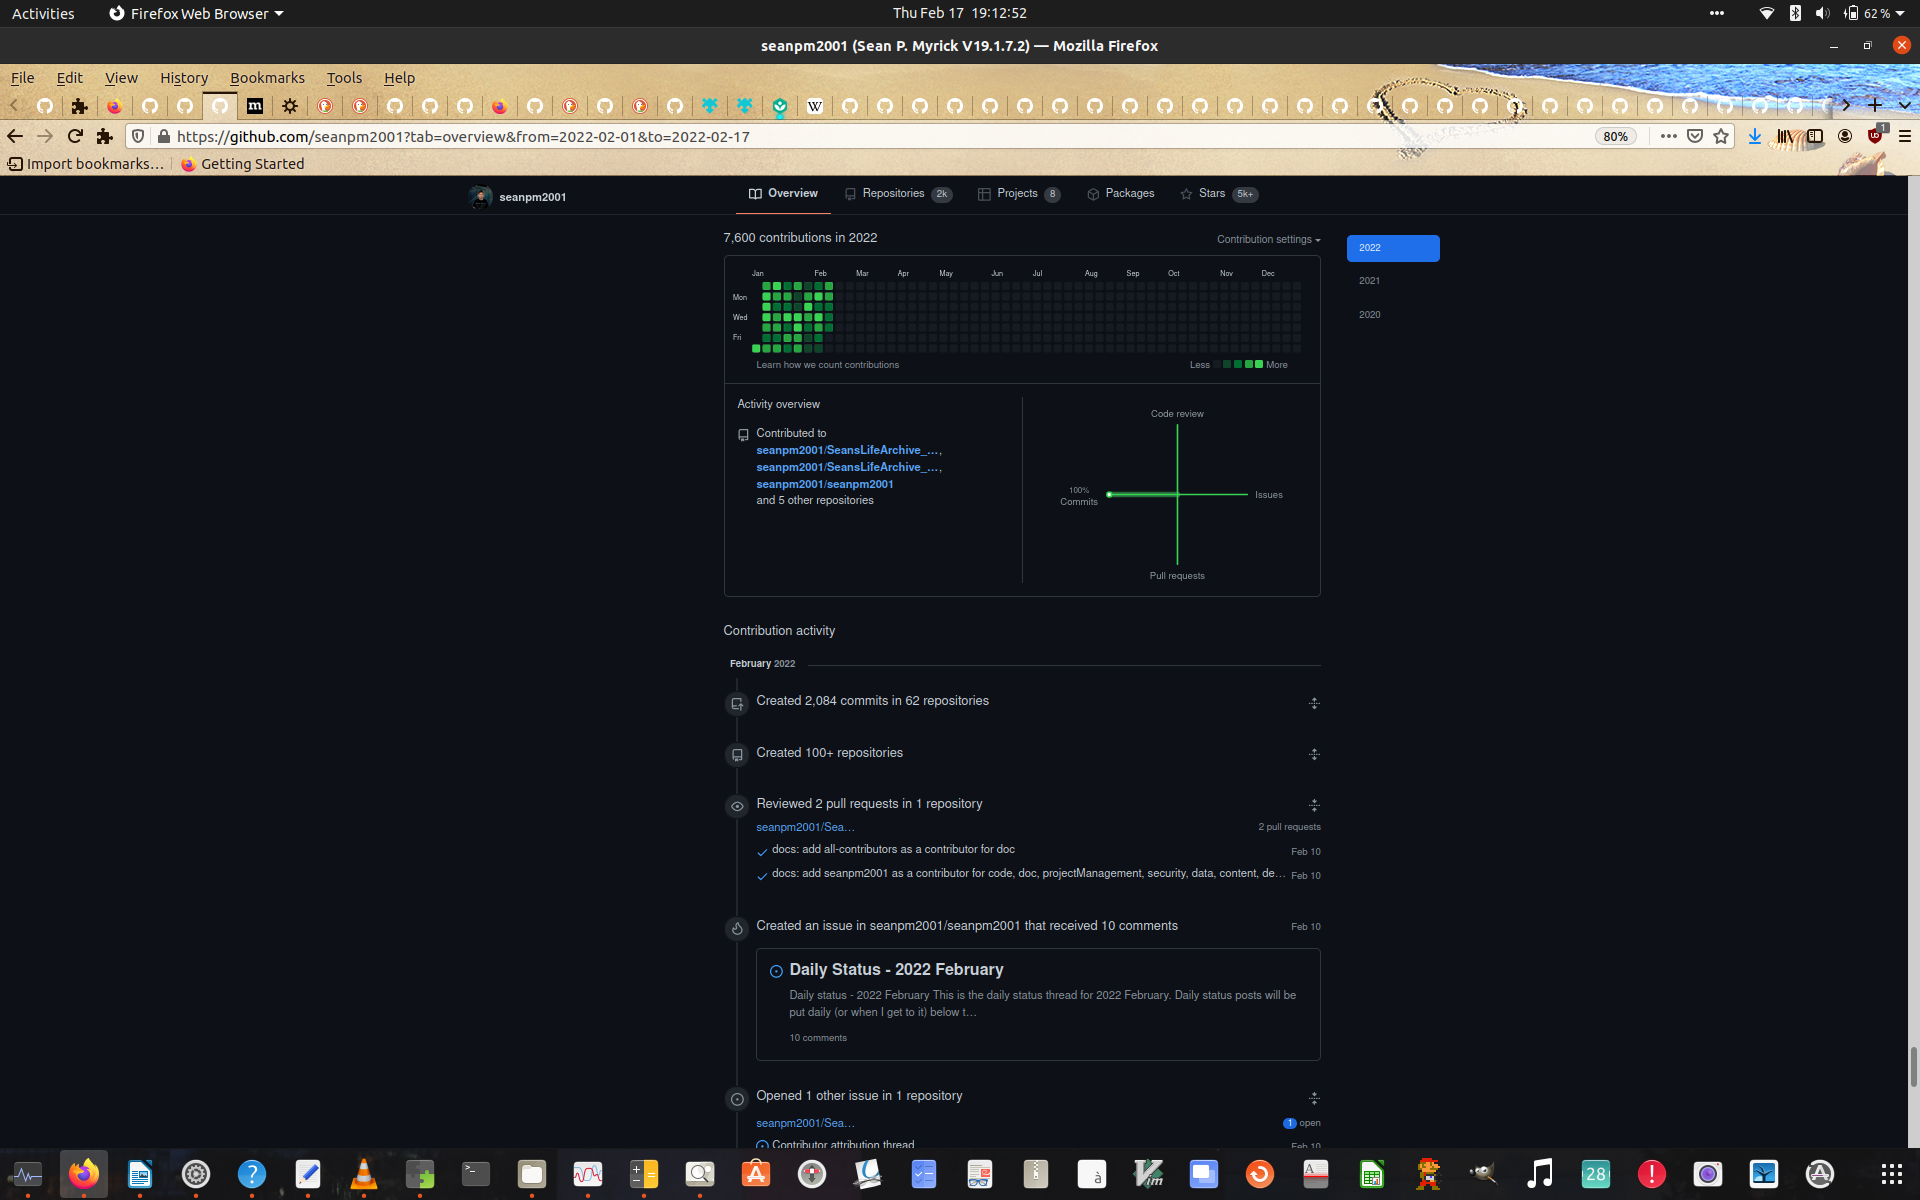 Activities Firefox Web Browser Thu Feb 17 19:12:52 62 %
seanpm2001 (Sean P. Myrick V19.1.7.2) — Mozilla Firefox
File Edit View History Bookmarks Tools Help
https://github.com/seanpm2001?tab=overview&from=2022-02-01&to=2022-02-17 80% 1
Import bookmarks… Getting Started
seanpm2001 Overview Repositories 2k Projects 8 Packages Stars 5k+
7,600 contributions in 2022 Contribution settings 2022
Jan Feb Mar Apr May Jun Jul Aug Sep Oct Nov Dec
2021
Mon
Wed
2020
Fri
Learn how we count contributions Less More
Activity overview
Code review
Contributed to
seanpm2001/SeansLifeArchive_…,
seanpm2001/SeansLifeArchive_…,
seanpm2001/seanpm2001
and 5 other repositories
100%
Commits
Issues
Pull requests
Contribution activity
February 2022
Created 2,084 commits in 62 repositories
Created 100+ repositories
Reviewed 2 pull requests in 1 repository
seanpm2001/Sea… 2 pull requests
docs: add all-contributors as a contributor for doc Feb 10
docs: add seanpm2001 as a contributor for code, doc, projectManagement, security, data, content, de… Feb 10
Created an issue in seanpm2001/seanpm2001 that received 10 comments Feb 10
Daily Status - 2022 February
Daily status - 2022 February This is the daily status thread for 2022 February. Daily status posts will be
put daily (or when I get to it) below t…
10 comments
Opened 1 other issue in 1 repository
seanpm2001/Sea… 1 open
Contributor attribution thread Feb 10
28